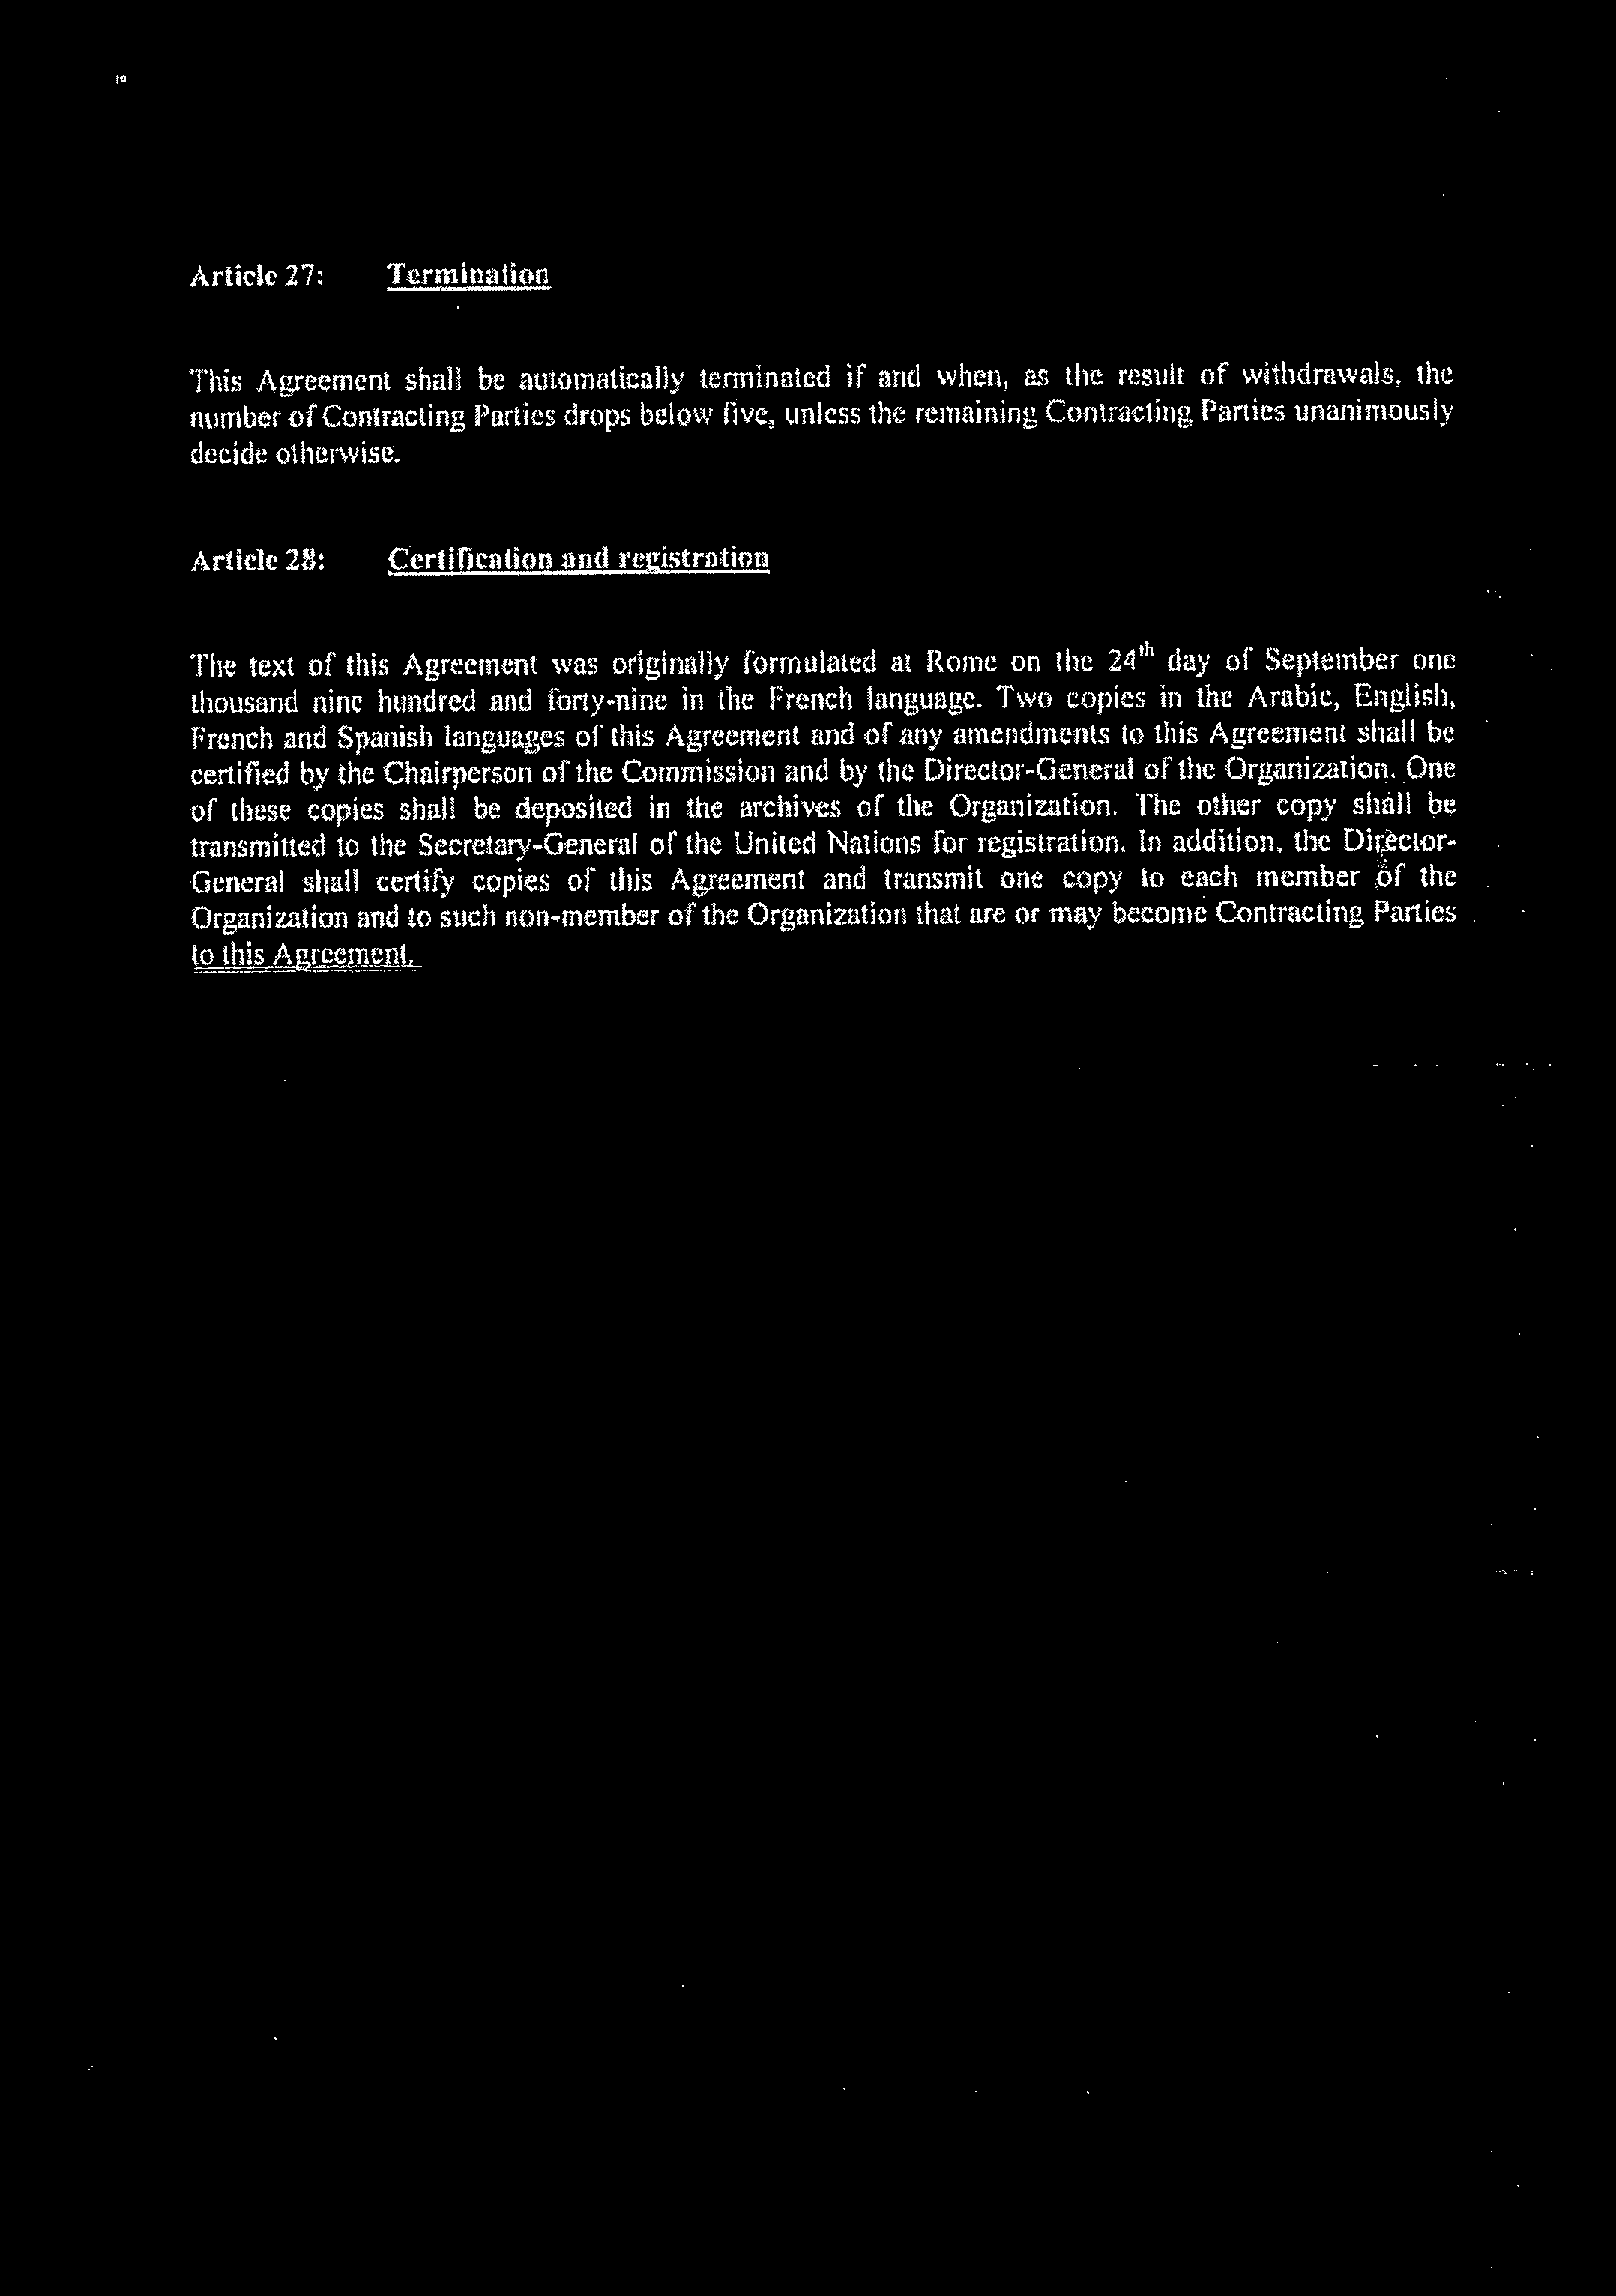 Article 27: Termination
This Agreement shall be automatically terminated if and when, as the result of withdrawals, the
number of Contracting Parties drops below five, unless the remaining Contracting Parties unanimously
decide otherwise.
Article 28: Certification and registration
The text of this Agreement was originally formulated at Rome on the 24th day of September one
thousand nine hundred and forty-nine in the French language. Two copies in the Arabic, English,
French and Spanish languages of this Agreement and of any amendments to this Agreement shall be
certified by the Chairperson of the Commission and by the Director-General of the Organization. One
of these copies shall be deposited in the archives of the Organization. The other copy shall be
transmitted to the Secretary-General of the United Nations for registration. In addition, the Director-
General shall certify copies of this Agreement and transmit one copy to each member of the
Organization and to such non-member of the Organization that are or may become Contracting Parties
to this Agreement.